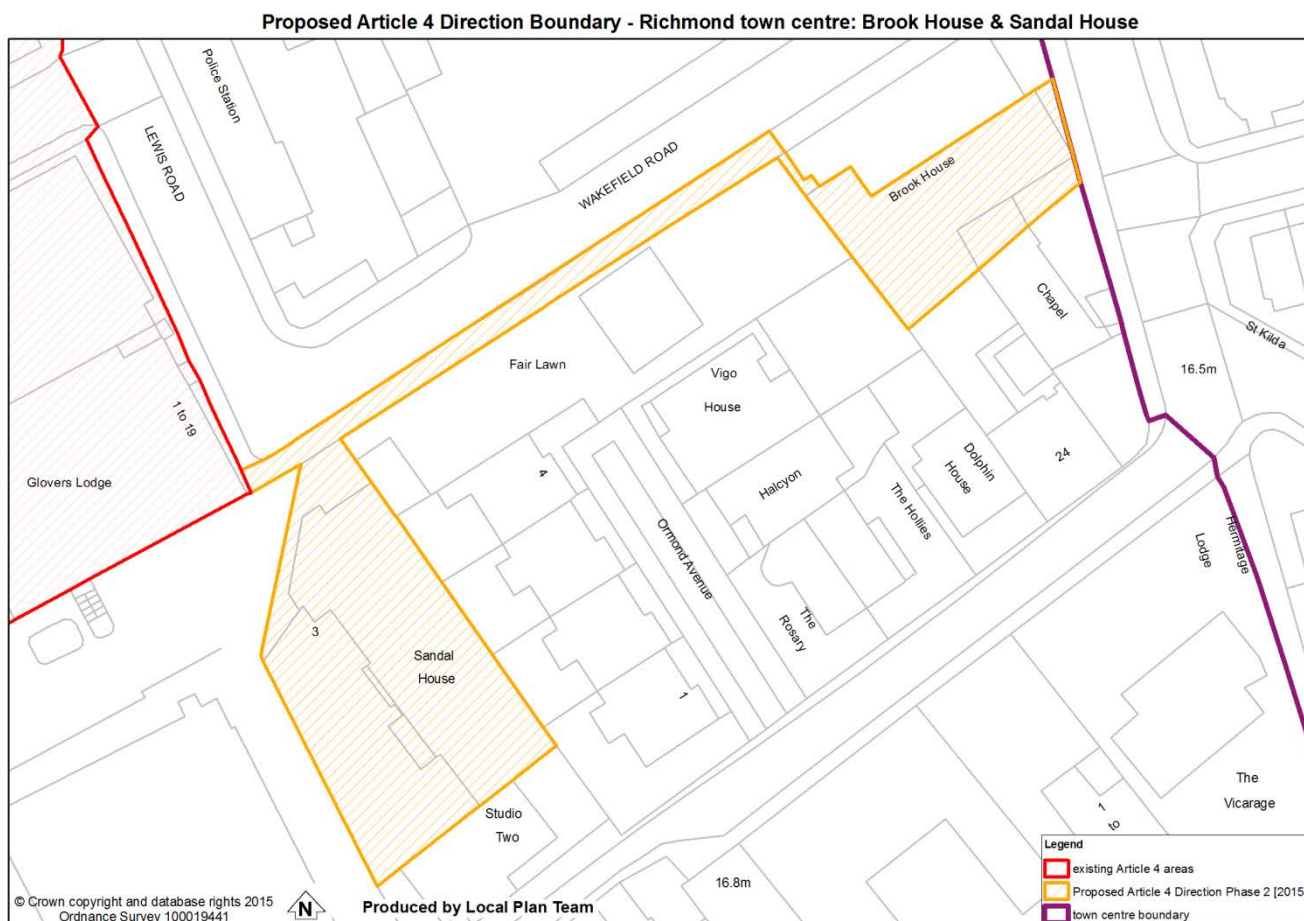 Proposed Article 4 Direction Boundary - Richmond town centre: Brook House & Sandal House
Police Station
LEWIS ROAD
WAKEFIELD ROAD
Brook House
Chapel
St Kilda
16.5m
Fair Lawn
Vigo
House
1 to 19
Glovers Lodge
4
Halcyon
Dolphin
House
24
The Hollies
Ormond Avenue
The
Rosary
Hermitage
Lodge
3
Sandal
House
1
Studio
Two
The
Vicarage
1
to
16.8m
Legend
existing Article 4 areas
Proposed Article 4 Direction Phase 2 [2015
town centre boundary
© Crown copyright and database rights 2015
Ordnance Survey 100019441
N
Produced by Local Plan Team